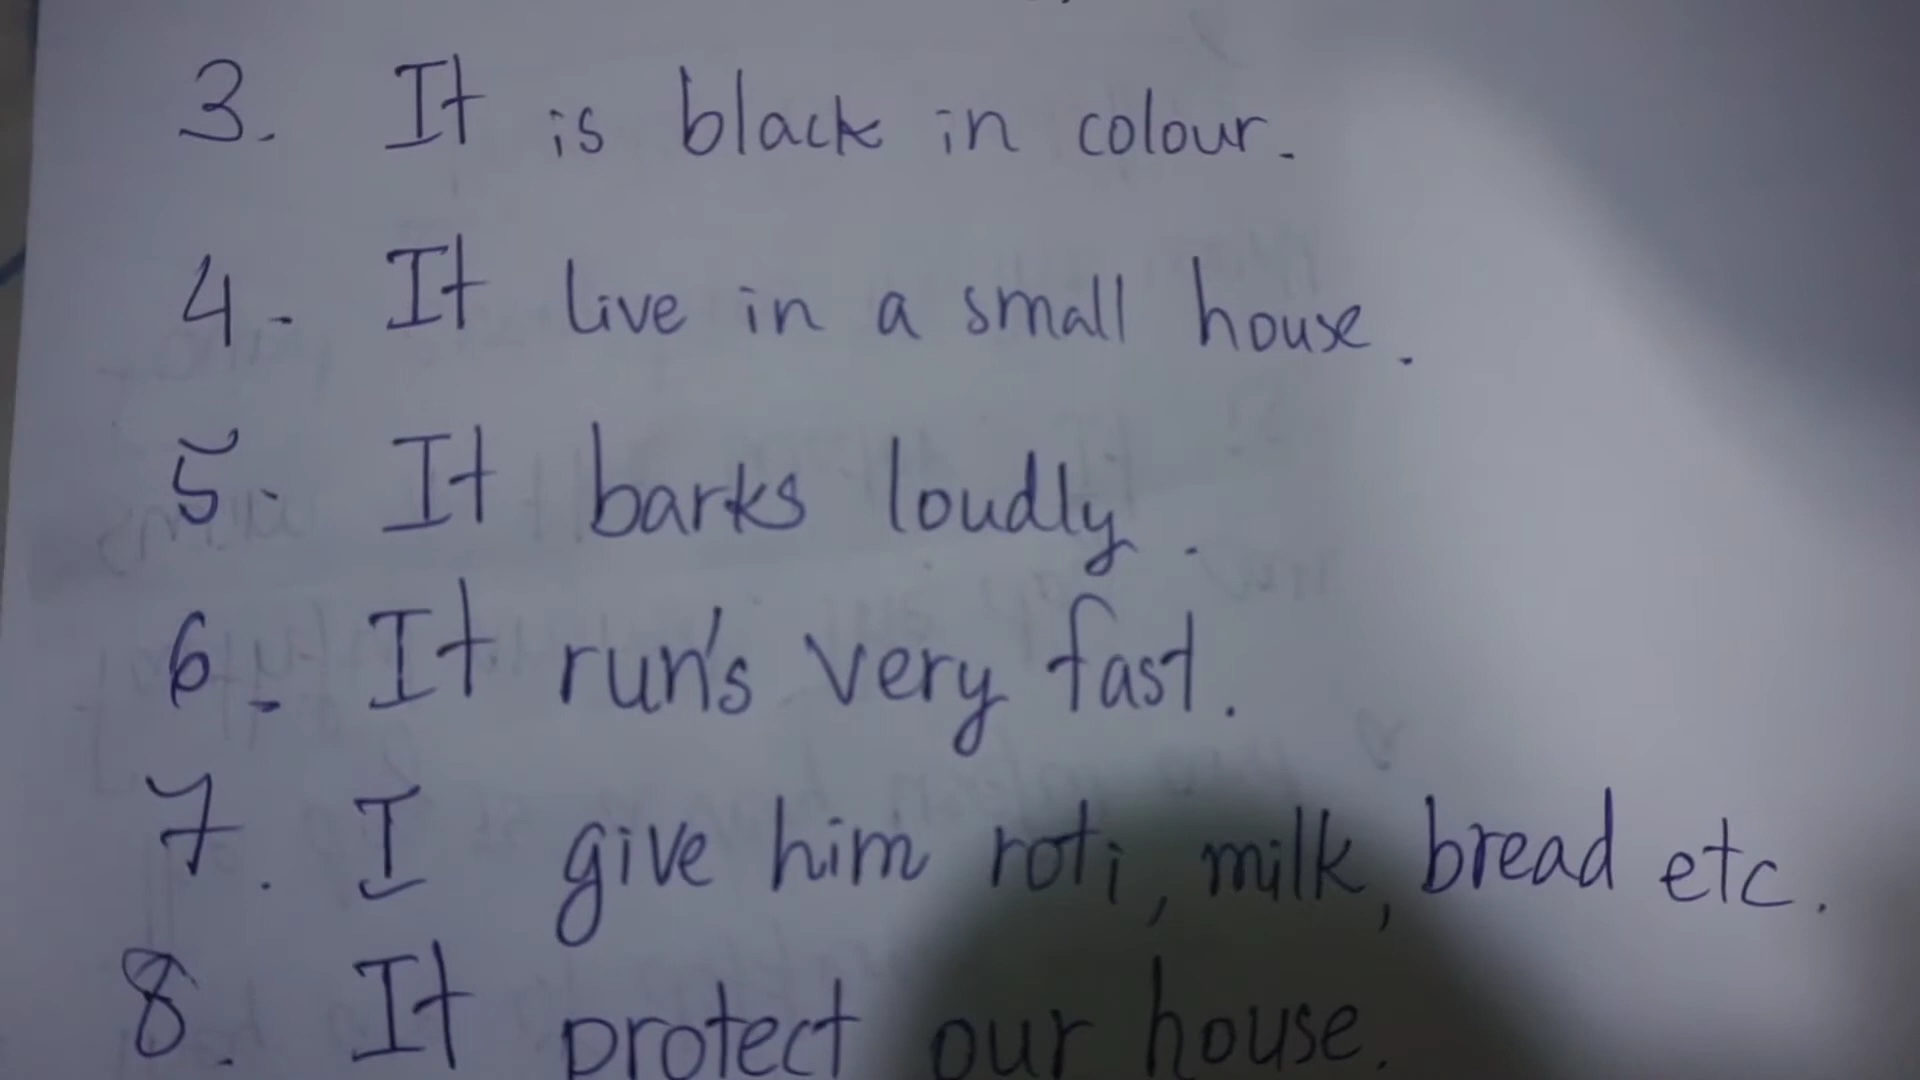 3. It is black in colour.
4. It live in a small house.
5. It barks loudly.
6. It run's very fast.
7. I give him roti, milk, bread etc.
8. It protect our house.